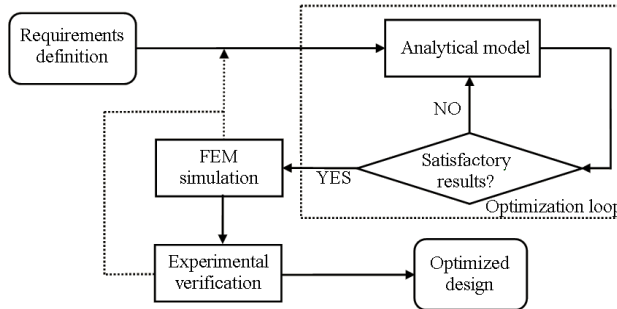 Requirements
definition
Analytical model
NO
Satisfactory
results?
YES
FEM
simulation
Optimization loop
Experimental
verification
Optimized
design